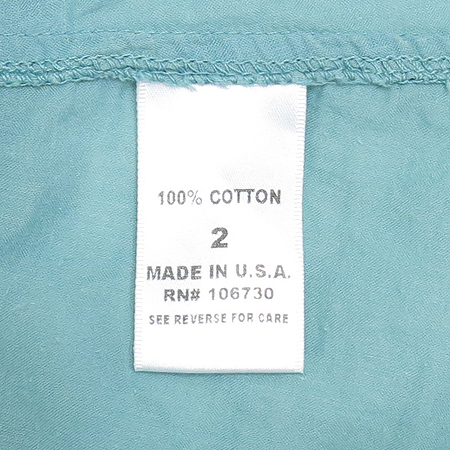 100% COTTON
2
MADE IN U.S.A.
RN# 106730
SEE REVERSE FOR CARE